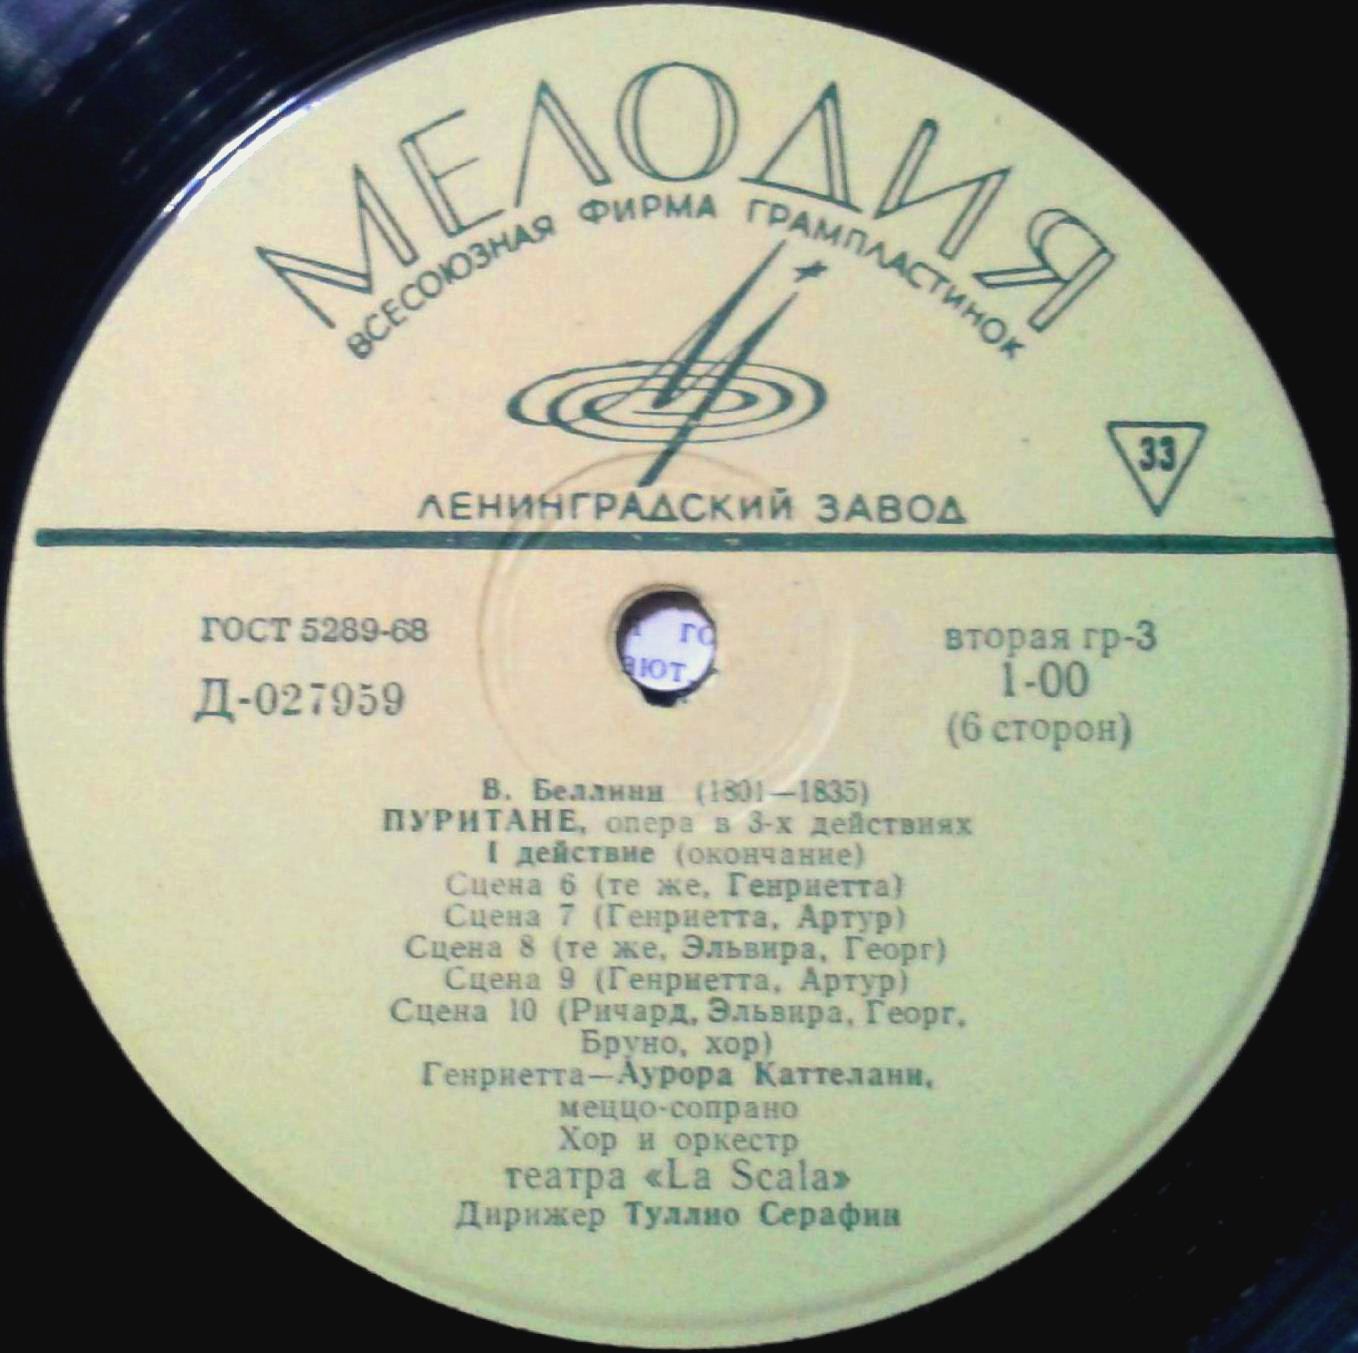 МЕЛОДИЯ
ВСЕСОЮЗНАЯ ФИРМА ГРАМПЛАСТИНОК
ЛЕНИНГРАДСКИЙ ЗАВОД
33
ГОСТ 5289-68
Д-027959
вторая гр-3
1-00
(6 сторон)
В. Беллини (1801—1835)
ПУРИТАНЕ, опера в 3-х действиях
I действие (окончание)
Сцена 6 (те же, Генриетта)
Сцена 7 (Генриетта, Артур)
Сцена 8 (те же, Эльвира, Георг)
Сцена 9 (Генриетта, Артур)
Сцена 10 (Ричард, Эльвира, Георг,
Бруно, хор)
Генриетта—Аурора Каттелани,
меццо-сопрано
Хор и оркестр
театра «La Scala»
Дирижер Туллио Серафин